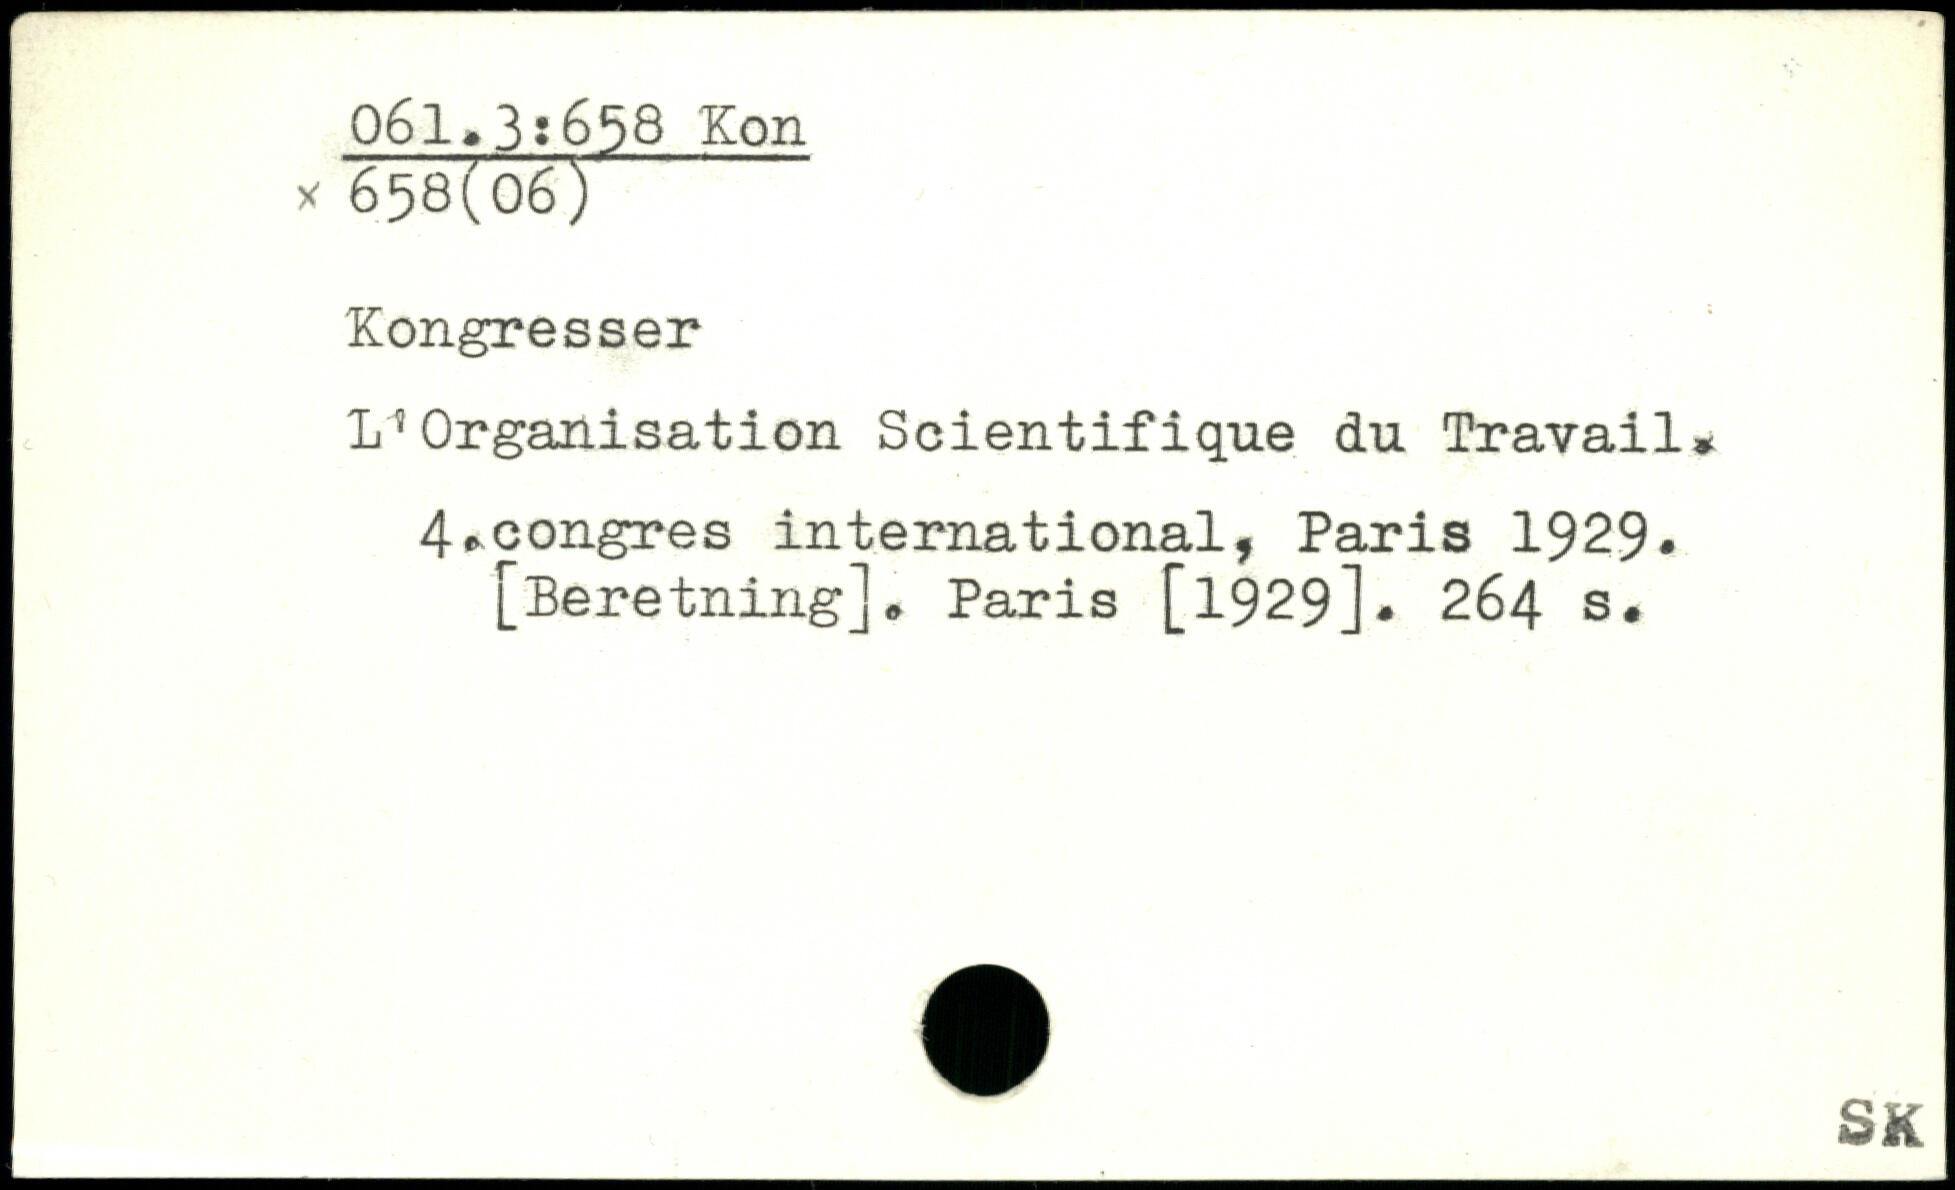 061.3:658 Kon
x 658(06)
Kongresser
L'Organisation Scientifique du Travail.
4.congres international, Paris 1929.
[Beretning]. Paris [1929]. 264 s.
SK